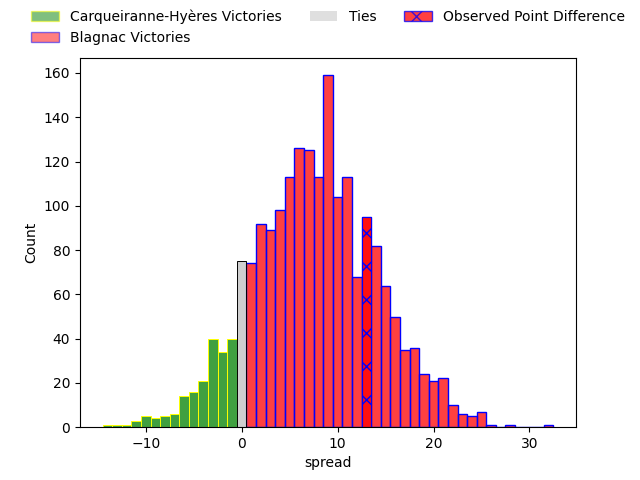 Carqueiranne-Hyères Victories
Ties
Observed Point Difference
Blagnac Victories
160
140
120
100
80
60
40
20
0
Count
−10
0
10
20
30
spread